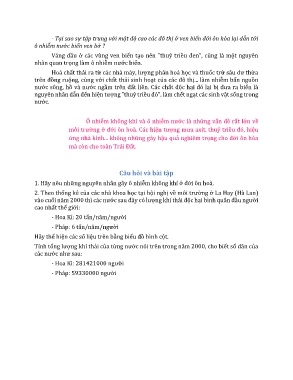 - Tại sao sự tập trung với mật độ cao các đô thị ở ven biển đới ôn hòa lại dẫn tới
ô nhiễm nước biển ven bờ ?
Váng dầu ở các vùng ven biển tạo nên "thuỷ triều đen", cũng là một nguyên
nhân quan trọng làm ô nhiễm nước biển.
Hoá chất thải ra từ các nhà máy, lượng phân hoá học và thuốc trừ sâu dư thừa
trên đồng ruộng, cùng với chất thải sinh hoạt của các đô thị... làm nhiễm bẩn nguồn
nước sông, hồ và nước ngầm trên đất liền. Các chất độc hại đó lại bị đưa ra biển là
nguyên nhân dẫn đến hiện tượng "thuỷ triều đỏ", làm chết ngạt các sinh vật sống trong
nước.
Ô nhiễm không khí và ô nhiễm nước là những vấn đề rất lớn về
môi trường ở đới ôn hoà. Các hiện tượng mưa axit, thuỷ triều đỏ, hiệu
ứng nhà kính... không những gây hậu quả nghiêm trọng cho đới ôn hòa
mà còn cho toàn Trái Đất.
Câu hỏi và bài tập
1. Hãy nêu những nguyên nhân gây ô nhiễm không khí ở đới ôn hoà.
2. Theo thống kê của các nhà khoa học tại hội nghị về môi trường ở La Hay (Hà Lan)
vào cuối năm 2000 thì các nước sau đây có lượng khí thải độc hại bình quân đầu người
cao nhất thế giới:
- Hoa Kì: 20 tấn/năm/người
- Pháp: 6 tấn/năm/người
Hãy thể hiện các số liệu trên bằng biểu đồ hình cột.
Tính tổng lượng khí thải của từng nước nói trên trong năm 2000, cho biết số dân của
các nước như sau:
- Hoa Kì: 281421000 người
- Pháp: 59330000 người